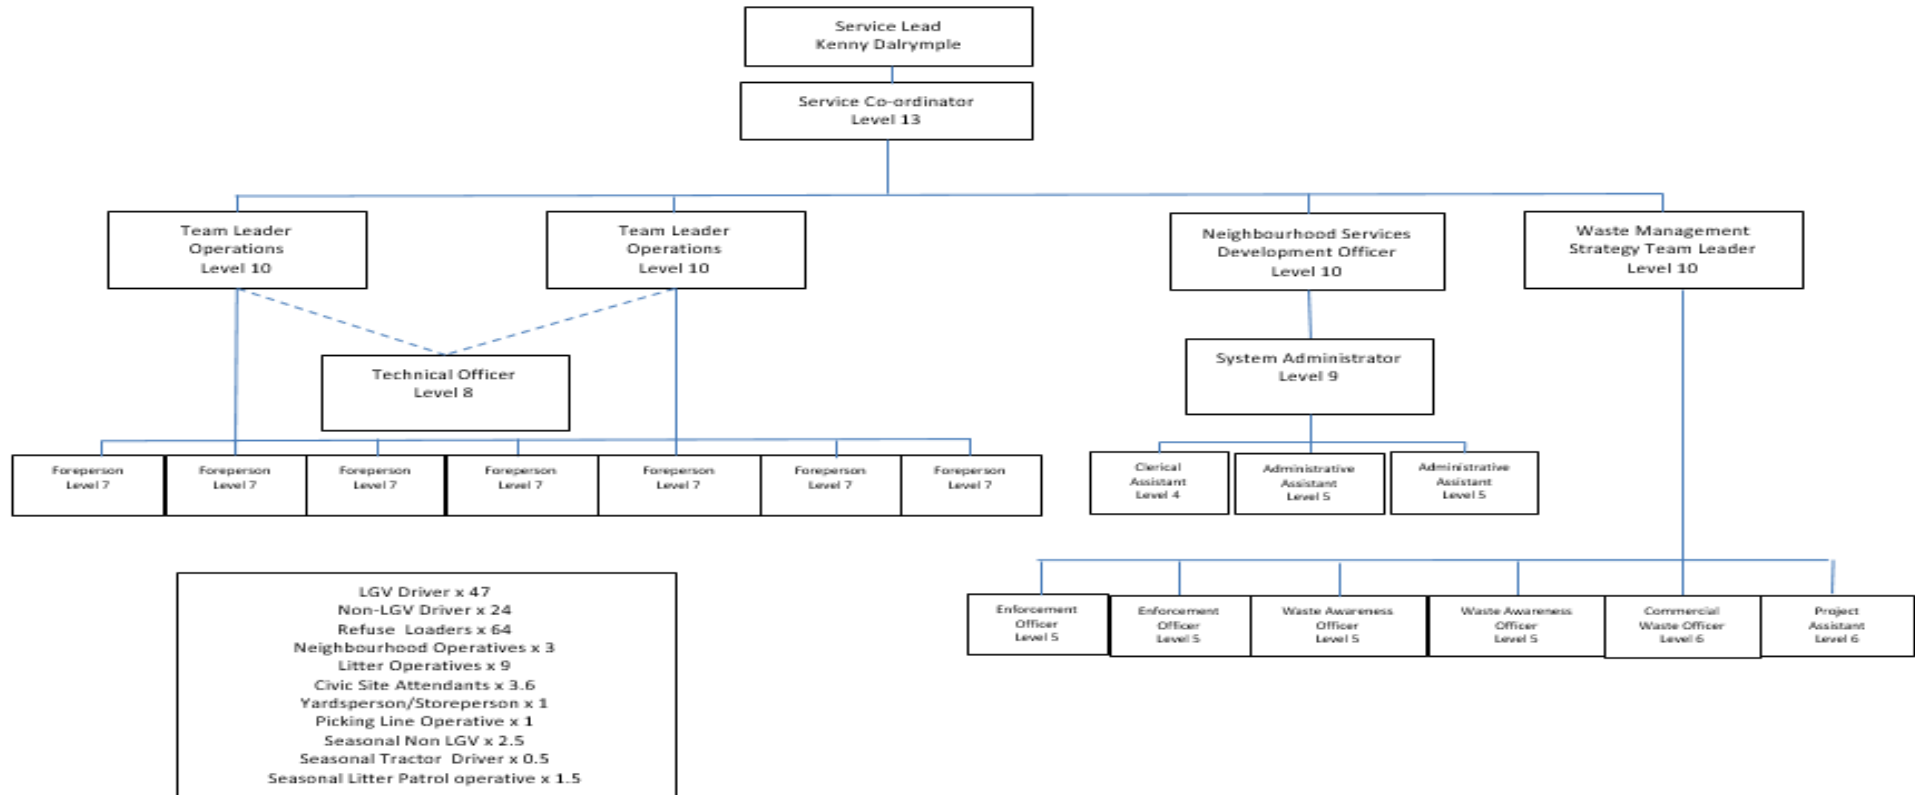 Service Lead
Kenny Dalrymple
Service Co-ordinator
Level 13
Team Leader
Operations
Level 10
Team Leader
Operations
Level 10
Neighbourhood Services
Development Officer
Level 10
Waste Management
Strategy Team Leader
Level 10
Technical Officer
Level 8
System Administrator
Level 9
Foreperson
Level 7
Foreperson
Level 7
Foreperson
Level 7
Foreperson
Level 7
Foreperson
Level 7
Foreperson
Level 7
Foreperson
Level 7
Clerical
Assistant
Level 4
Administrative
Assistant
Level 5
Administrative
Assistant
Level 5
Enforcement
Officer
Level 5
Enforcement
Officer
Level 5
Waste Awareness
Officer
Level 5
Waste Awareness
Officer
Level 5
Commercial
Waste Officer
Level 6
Project
Assistant
Level 6
LGV Driver x 47
Non-LGV Driver x 24
Refuse Loaders x 64
Neighbourhood Operatives x 3
Litter Operatives x 9
Civic Site Attendants x 3.6
Yardsperson/Storeperson x 1
Picking Line Operative x 1
Seasonal Non LGV x 2.5
Seasonal Tractor Driver x 0.5
Seasonal Litter Patrol operative x 1.5